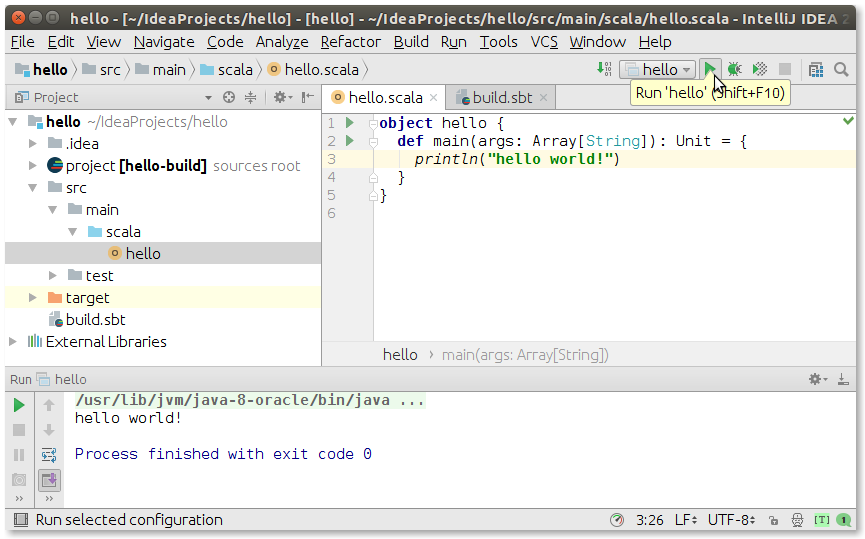 hello - [~/IdeaProjects/hello] - [hello] - ~/IdeaProjects/hello/src/main/scala/hello.scala - IntelliJ IDEA 2
File Edit View Navigate Code Analyze Refactor Build Run Tools VCS Window Help
hello src main scala hello.scala
hello
Run 'hello' (Shift+F10)
Project
hello.scala
build.sbt
hello ~/IdeaProjects/hello
.idea
project [hello-build] sources root
src
main
scala
hello
test
target
build.sbt
External Libraries
1 object hello {
2 def main(args: Array[String]): Unit = {
3 println("hello world!")
4 }
5 }
6
hello › main(args: Array[String])
Run hello
/usr/lib/jvm/java-8-oracle/bin/java ...
hello world!
Process finished with exit code 0
Run selected configuration
3:26 LF UTF-8 [T] 1